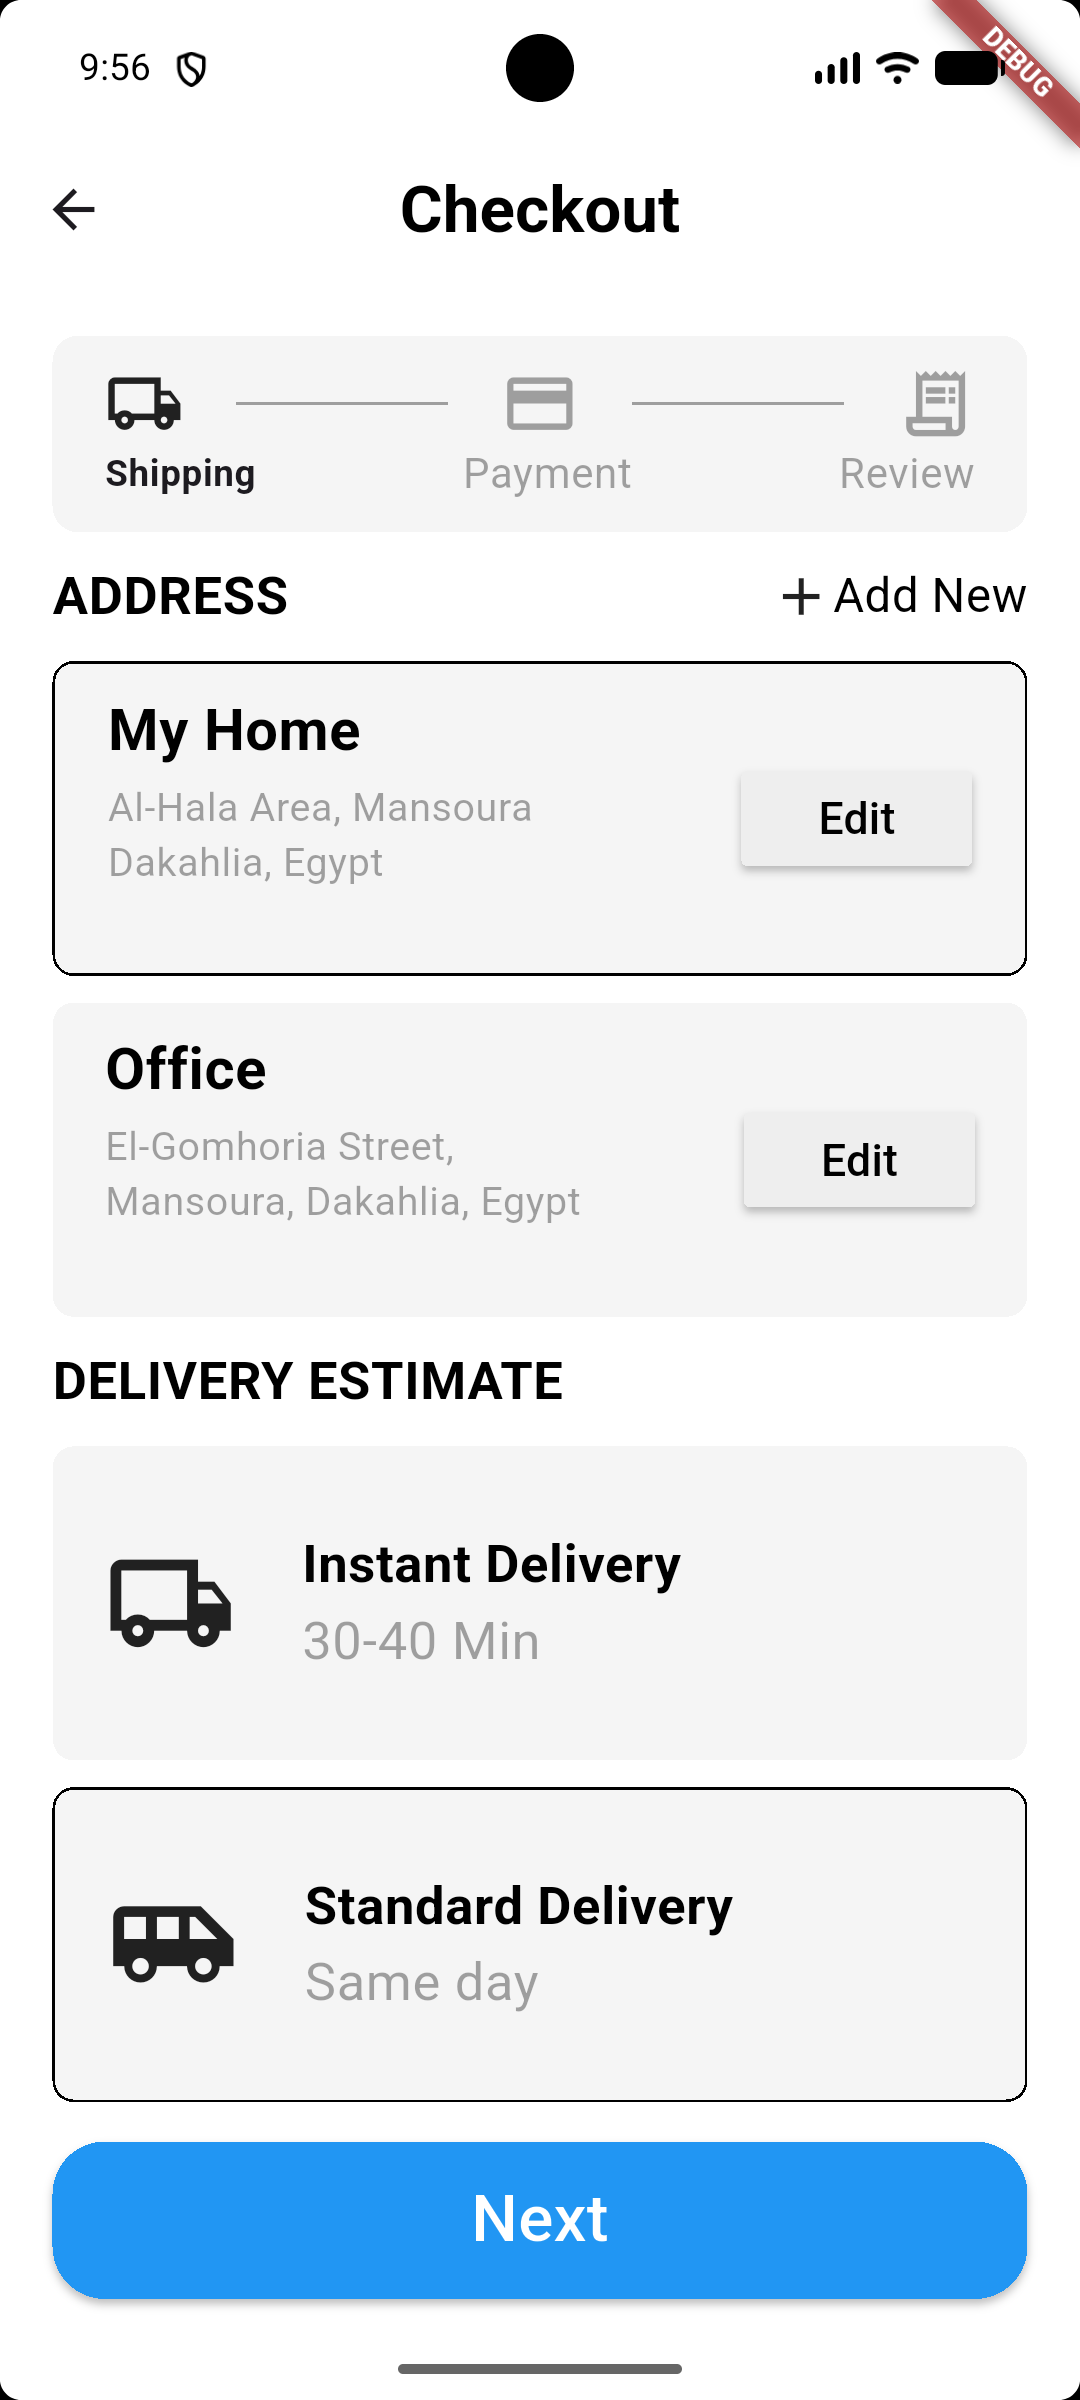 9:56
DEBUG
Checkout
Shipping
Payment
Review
ADDRESS
+ Add New
My Home
Al-Hala Area, Mansoura
Dakahlia, Egypt
Edit
Office
El-Gomhoria Street,
Mansoura, Dakahlia, Egypt
Edit
DELIVERY ESTIMATE
Instant Delivery
30-40 Min
Standard Delivery
Same day
Next